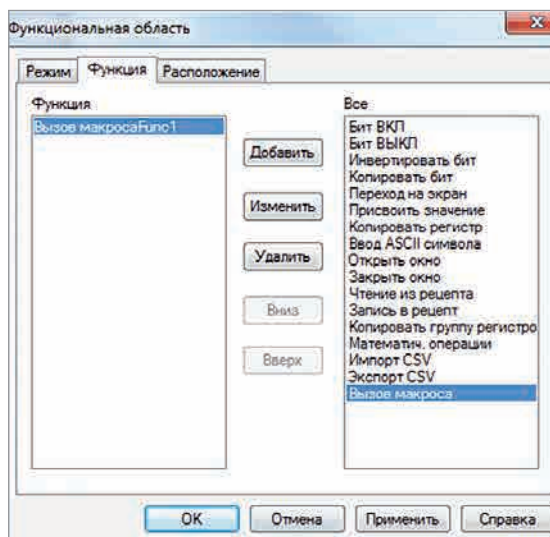 Функциональная область
Режим Функция Расположение
Функция
Вызов макросаFunc1
Добавить
Изменить
Удалить
Вниз
Вверх
Все
Бит ВКЛ
Бит ВЫКЛ
Инвертировать бит
Копировать бит
Переход на экран
Присвоить значение
Копировать регистр
Ввод ASCII символа
Открыть окно
Закрыть окно
Чтение из рецепта
Запись в рецепт
Копировать группу регистро
Математич. операции
Импорт CSV
Экспорт CSV
Вызов макроса
OK Отмена Применить Справка